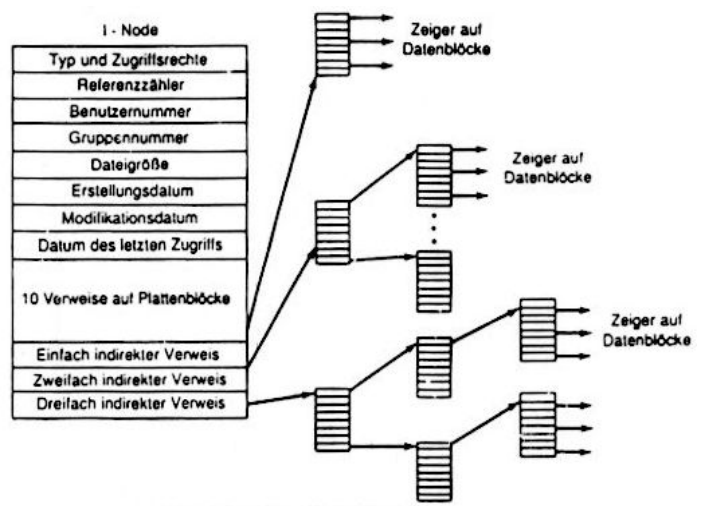 I - Node
Typ und Zugriffsrechte
Referenzzähler
Benutzernummer
Gruppennummer
Dateigröße
Erstellungsdatum
Modifikationsdatum
Datum des letzten Zugriffs
10 Verweise auf Plattenblöcke
Einfach indirekter Verweis
Zweifach indirekter Verweis
Dreifach indirekter Verweis
Zeiger auf
Datenblöcke
Zeiger auf
Datenblöcke
Zeiger auf
Datenblöcke